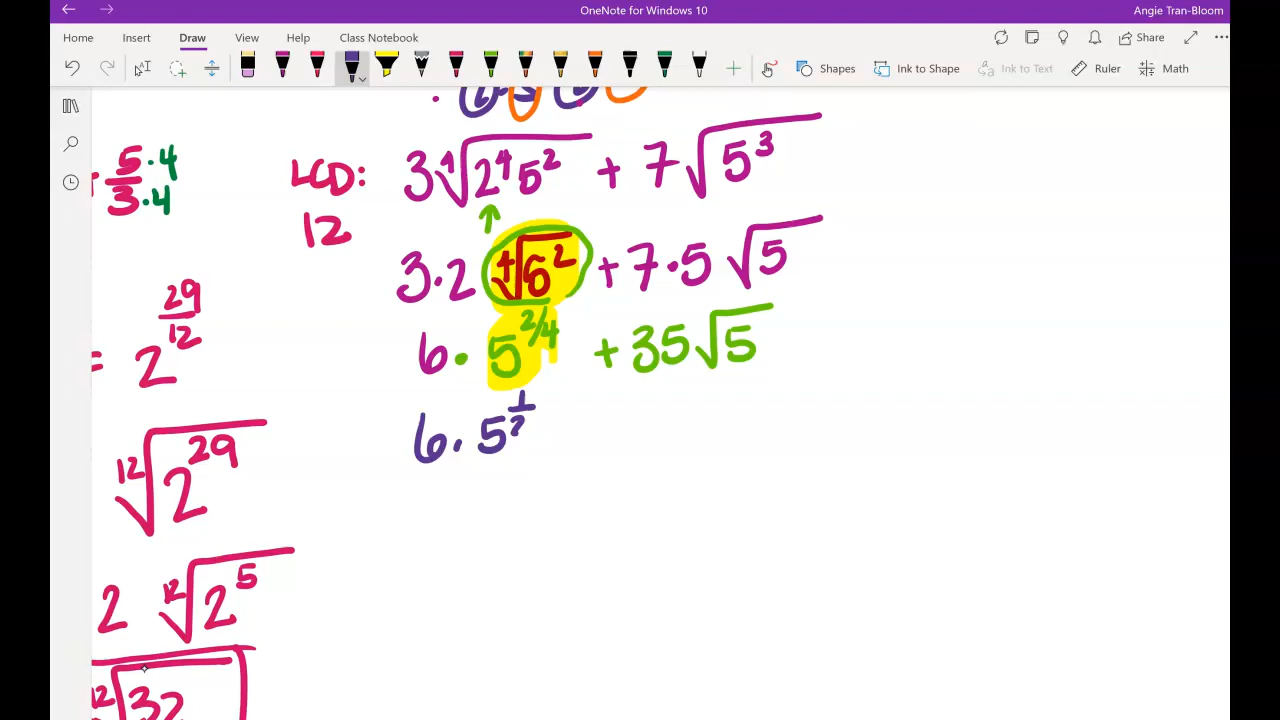 OneNote for Windows 10
Angie Tran-Bloom
Home Insert Draw View Help Class Notebook Share
Shapes Ink to Shape Ink to Text Ruler Math
5/3 ·4/·4
LCD:
12
3 ∜(2⁴5²) + 7√(5³)
3·2 ∜(5²) + 7·5 √5
6 · 5^(2/4) + 35√5
6 · 5^(1/2)
= 2^(29/12)
¹²√(2²⁹)
2 ¹²√(2⁵)
¹²√32